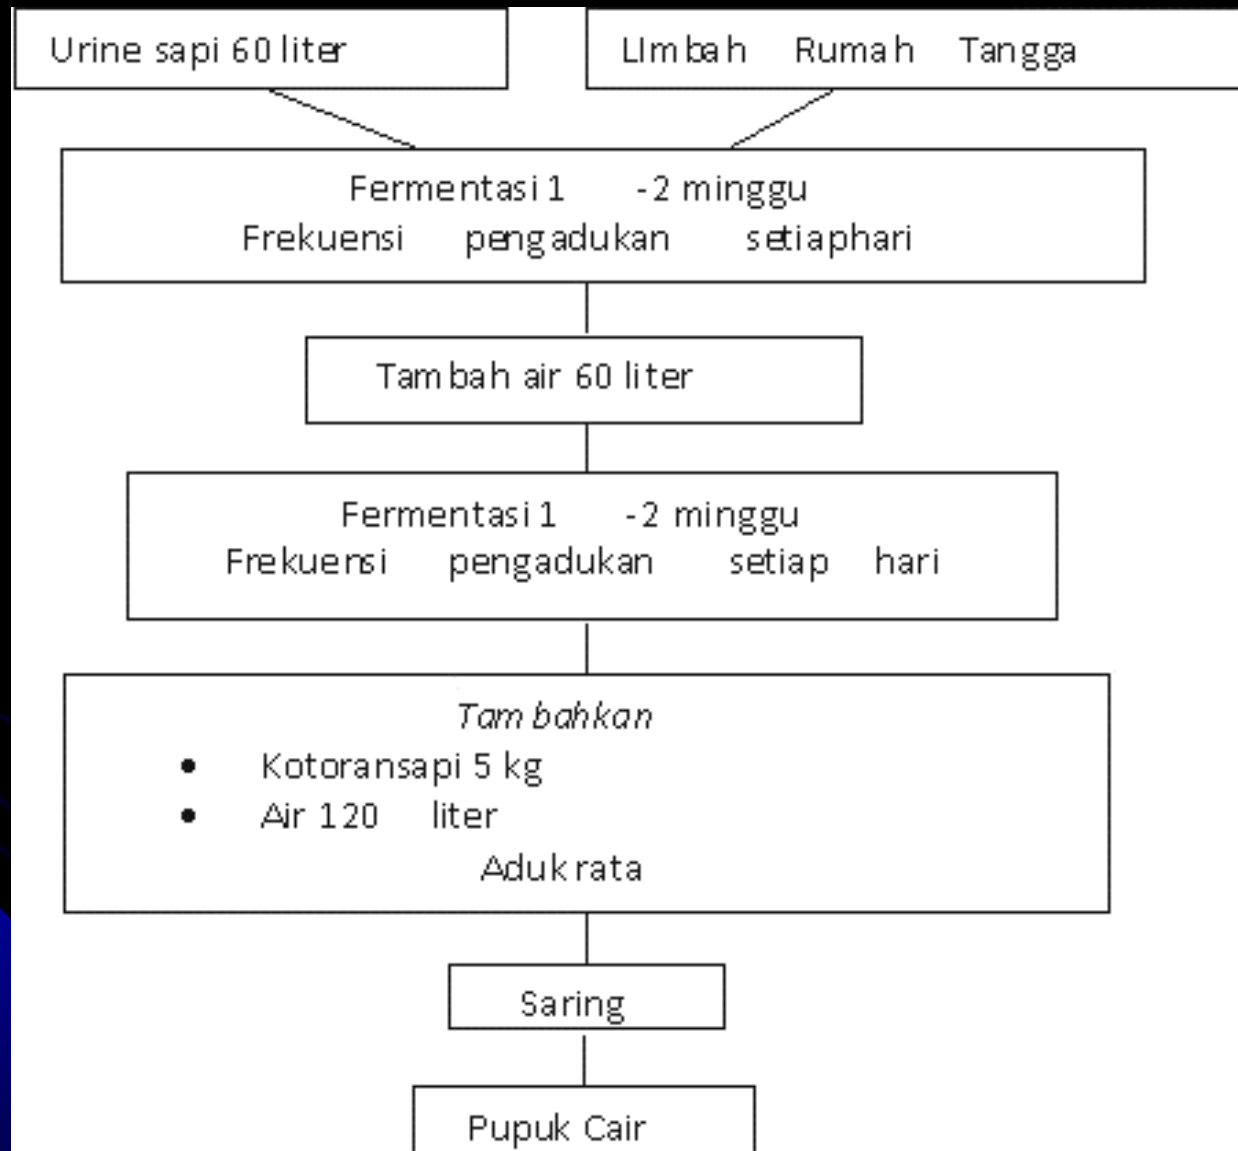 Urine sapi 60 liter
LImbah Rumah Tangga
Fermentasi 1 -2 minggu
Frekuensi pengadukan setiaphari
Tambah air 60 liter
Fermentasi 1 -2 minggu
Frekuensi pengadukan setiap hari
Tambahkan
• Kotoransapi 5 kg
• Air 120 liter
Aduk rata
Saring
Pupuk Cair